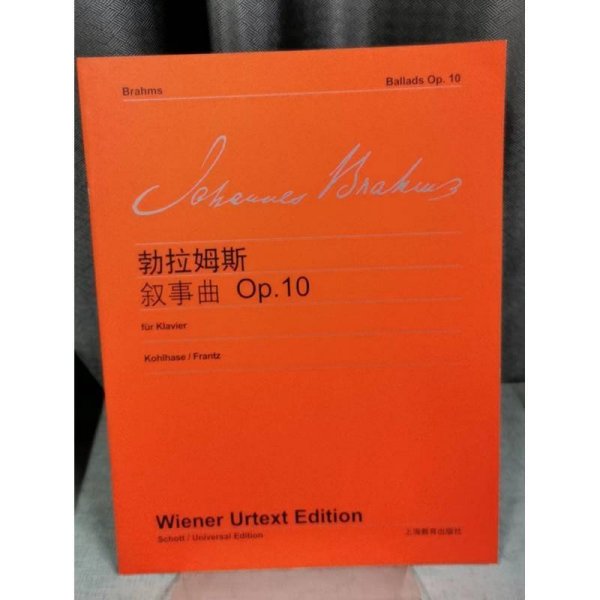 Brahms
Ballads Op. 10
Johannes Brahms
勃拉姆斯
叙事曲 Op.10
für Klavier
Kohlhase / Frantz
Wiener Urtext Edition
Schott / Universal Edition
上海教育出版社